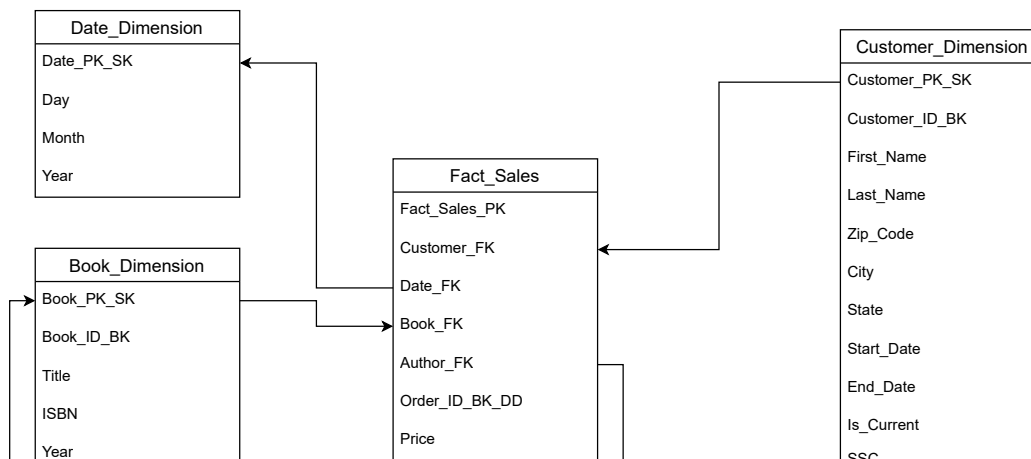 Date_Dimension
Date_PK_SK
Day
Month
Year
Book_Dimension
Book_PK_SK
Book_ID_BK
Title
ISBN
Year
Fact_Sales
Fact_Sales_PK
Customer_FK
Date_FK
Book_FK
Author_FK
Order_ID_BK_DD
Price
Customer_Dimension
Customer_PK_SK
Customer_ID_BK
First_Name
Last_Name
Zip_Code
City
State
Start_Date
End_Date
Is_Current